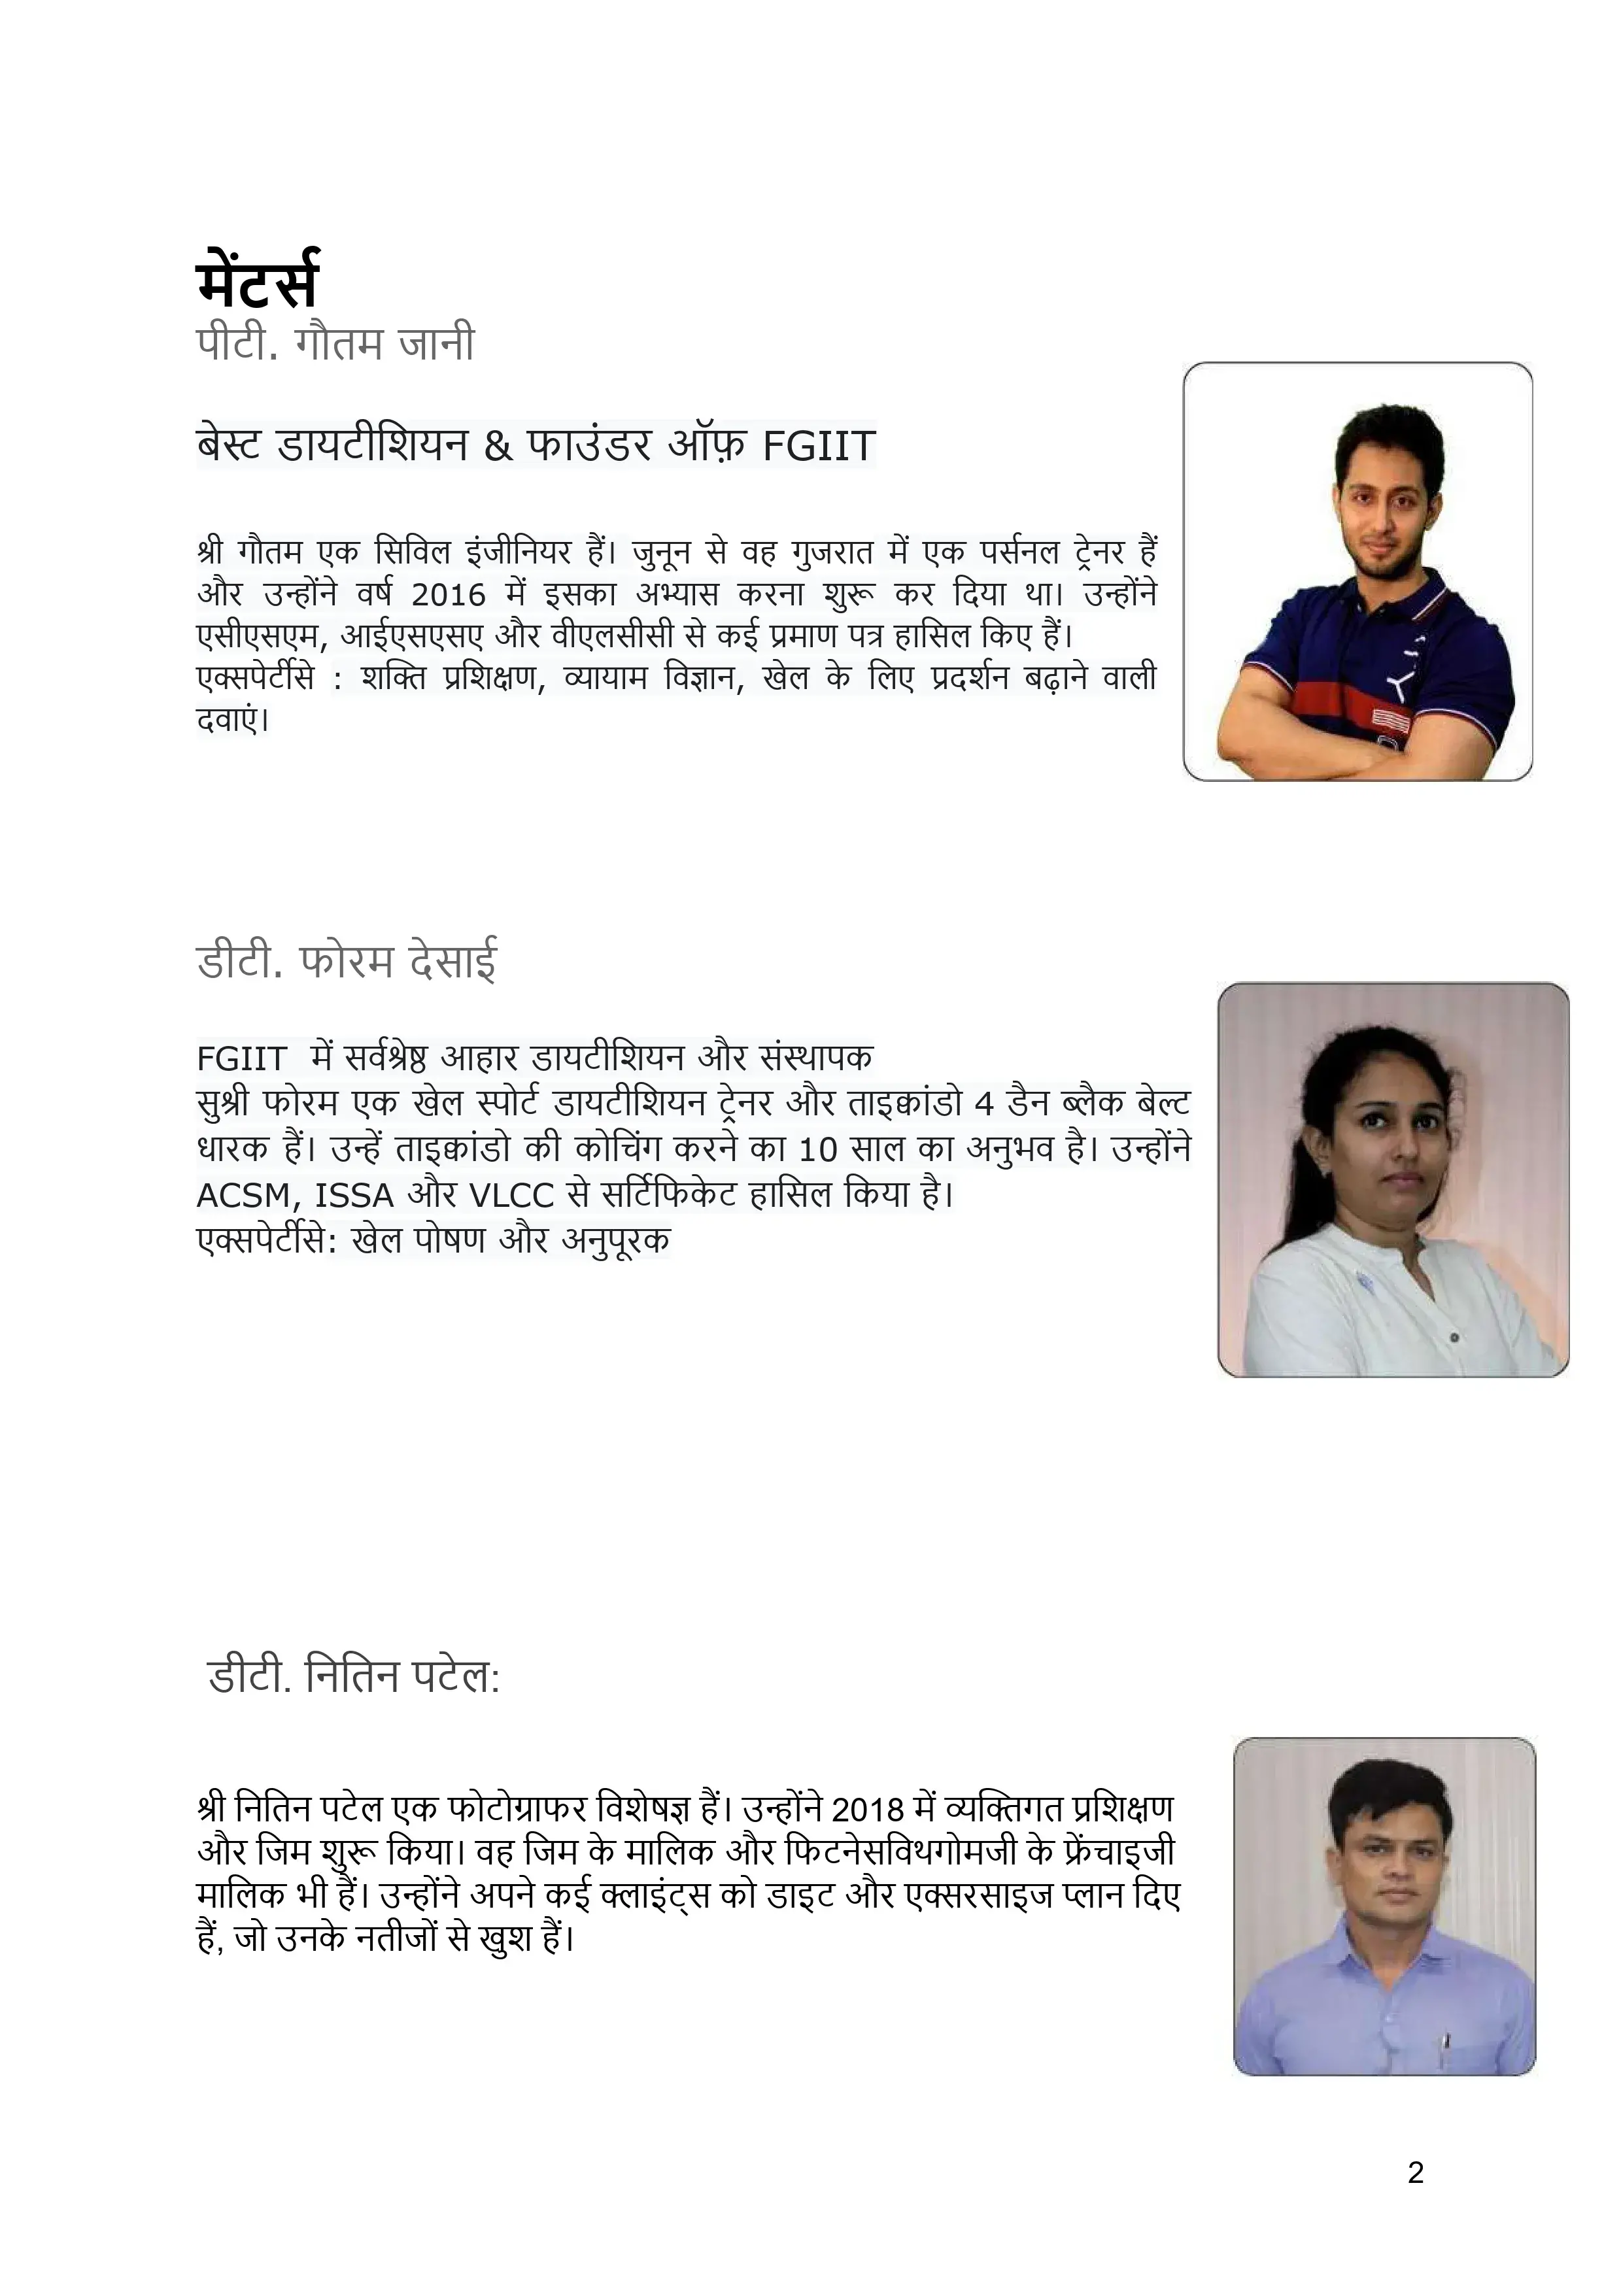 मेंटर्स
पीटी. गौतम जानी
बेस्ट डायटीशियन & फाउंडर ऑफ़ FGIIT
श्री गौतम एक सिविल इंजीनियर हैं। जुनून से वह गुजरात में एक पर्सनल ट्रेनर हैं
और उन्होंने वर्ष 2016 में इसका अभ्यास करना शुरू कर दिया था। उन्होंने
एसीएसएम, आईएसएसए और वीएलसीसी से कई प्रमाण पत्र हासिल किए हैं।
एक्सपेर्टीसे : शक्ति प्रशिक्षण, व्यायाम विज्ञान, खेल के लिए प्रदर्शन बढ़ाने वाली
दवाएं।
डीटी. फोरम देसाई
FGIIT में सर्वश्रेष्ठ आहार डायटीशियन और संस्थापक
सुश्री फोरम एक खेल स्पोर्ट डायटीशियन ट्रेनर और ताइक्वांडो 4 डैन ब्लैक बेल्ट
धारक हैं। उन्हें ताइक्वांडो की कोचिंग करने का 10 साल का अनुभव है। उन्होंने
ACSM, ISSA और VLCC से सर्टिफिकेट हासिल किया है।
एक्सपेर्टीसे: खेल पोषण और अनुपूरक
डीटी. नितिन पटेल:
श्री नितिन पटेल एक फोटोग्राफर विशेषज्ञ हैं। उन्होंने 2018 में व्यक्तिगत प्रशिक्षण
और जिम शुरू किया। वह जिम के मालिक और फिटनेसविथगोमजी के फ्रेंचाइजी
मालिक भी हैं। उन्होंने अपने कई क्लाइंट्स को डाइट और एक्सरसाइज प्लान दिए
हैं, जो उनके नतीजों से खुश हैं।
2